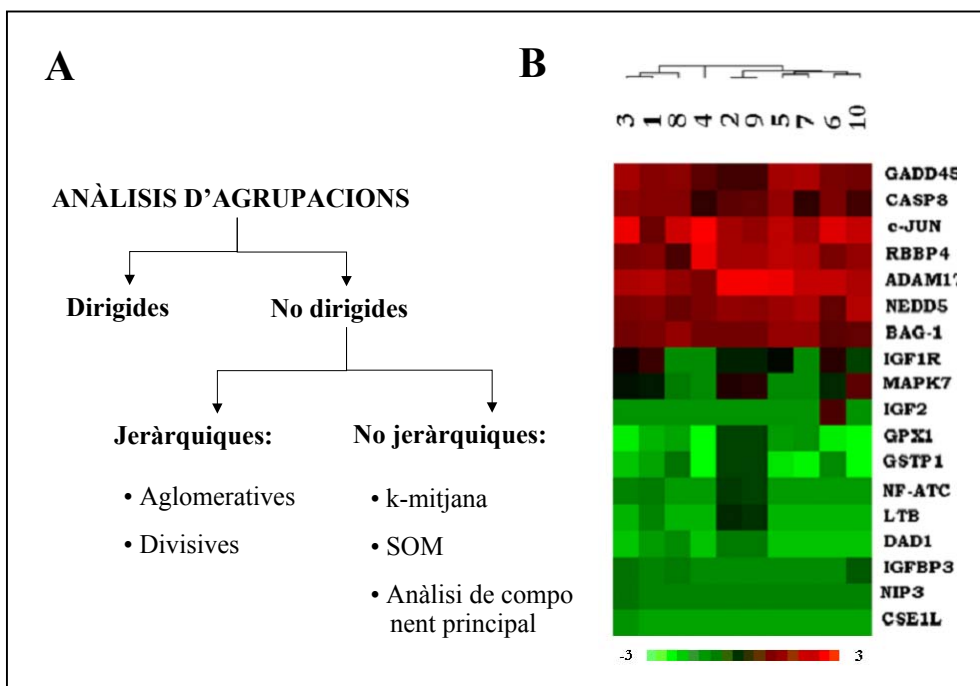 A
ANÀLISIS D'AGRUPACIONS
Dirigides
No dirigides
Jeràrquiques:
• Aglomeratives
• Divisives
No jeràrquiques:
• k-mitjana
• SOM
• Anàlisi de compo
nent principal
B
3 1 8 4 2 9 5 7 6 10
GADD45
CASP8
c-JUN
RBBP4
ADAM17
NEDD5
BAG-1
IGF1R
MAPK7
IGF2
GPX1
GSTP1
NF-ATC
LTB
DAD1
IGFBP3
NIP3
CSE1L
-3 3